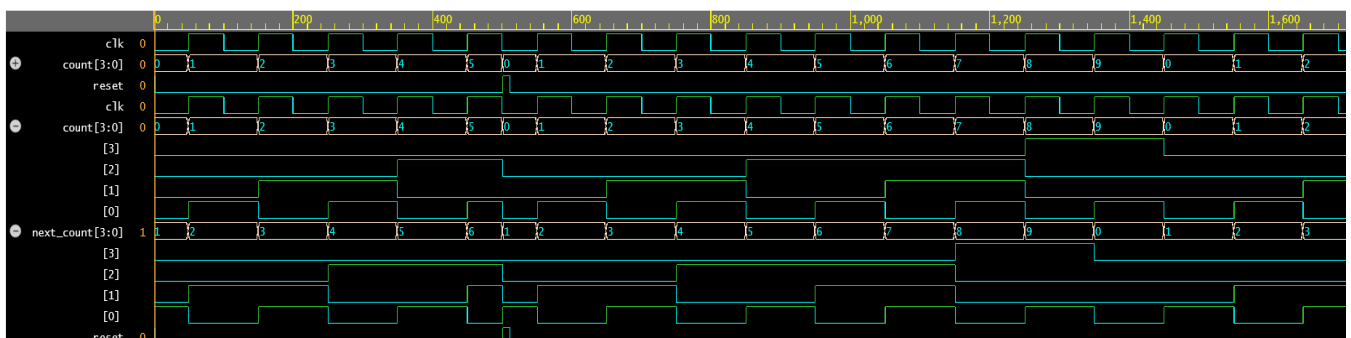 0 200 400 600 800 1,000 1,200 1,400 1,600
clk 0
count[3:0] 0 0 1 2 3 4 5 0 1 2 3 4 5 6 7 8 9 0 1 2
reset 0
clk 0
count[3:0] 0 0 1 2 3 4 5 0 1 2 3 4 5 6 7 8 9 0 1 2
[3]
[2]
[1]
[0]
next_count[3:0] 1 1 2 3 4 5 6 1 2 3 4 5 6 7 8 9 0 1 2 3
[3]
[2]
[1]
[0]
reset 0